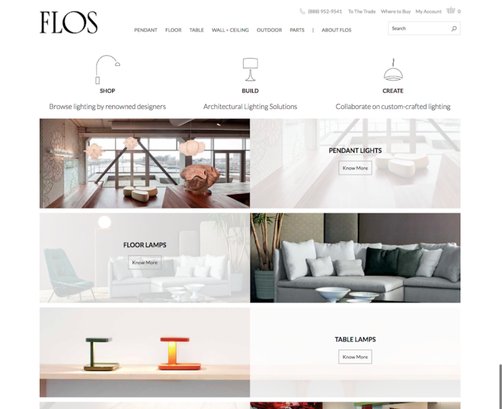 FLOS
(888) 952-9541 To The Trade Where to Buy My Account 0
PENDANT FLOOR TABLE WALL + CEILING OUTDOOR PARTS | ABOUT FLOS
Search
SHOP
Browse lighting by renowned designers
BUILD
Architectural Lighting Solutions
CREATE
Collaborate on custom-crafted lighting
PENDANT LIGHTS
Know More
FLOOR LAMPS
Know More
TABLE LAMPS
Know More